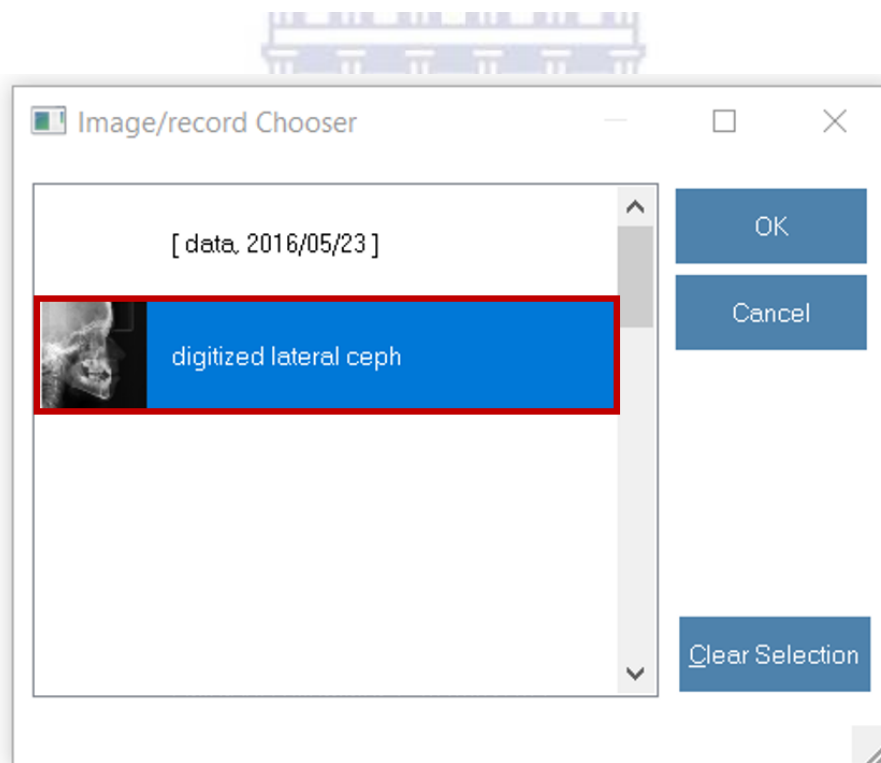 Image/record Chooser
[ data, 2016/05/23 ]
OK
Cancel
digitized lateral ceph
Clear Selection